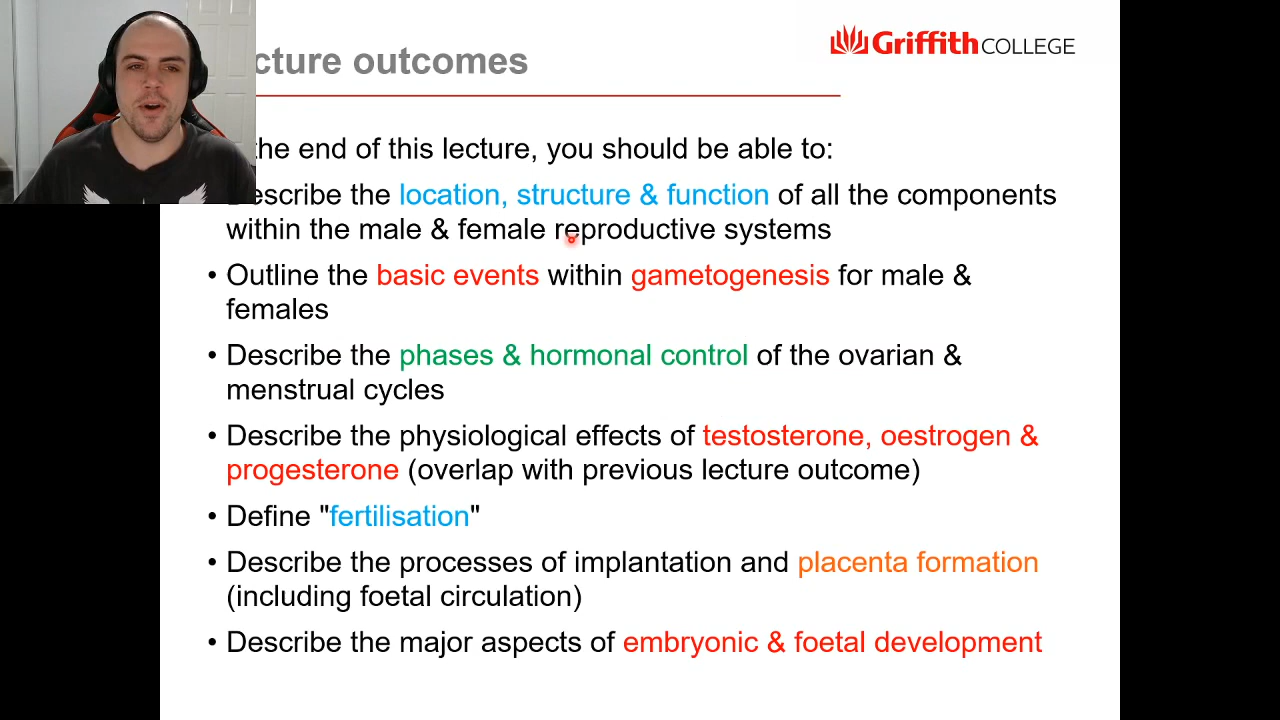 cture outcomes
Griffith COLLEGE
the end of this lecture, you should be able to:
escribe the location, structure & function of all the components
within the male & female reproductive systems
• Outline the basic events within gametogenesis for male &
females
• Describe the phases & hormonal control of the ovarian &
menstrual cycles
• Describe the physiological effects of testosterone, oestrogen &
progesterone (overlap with previous lecture outcome)
• Define "fertilisation"
• Describe the processes of implantation and placenta formation
(including foetal circulation)
• Describe the major aspects of embryonic & foetal development